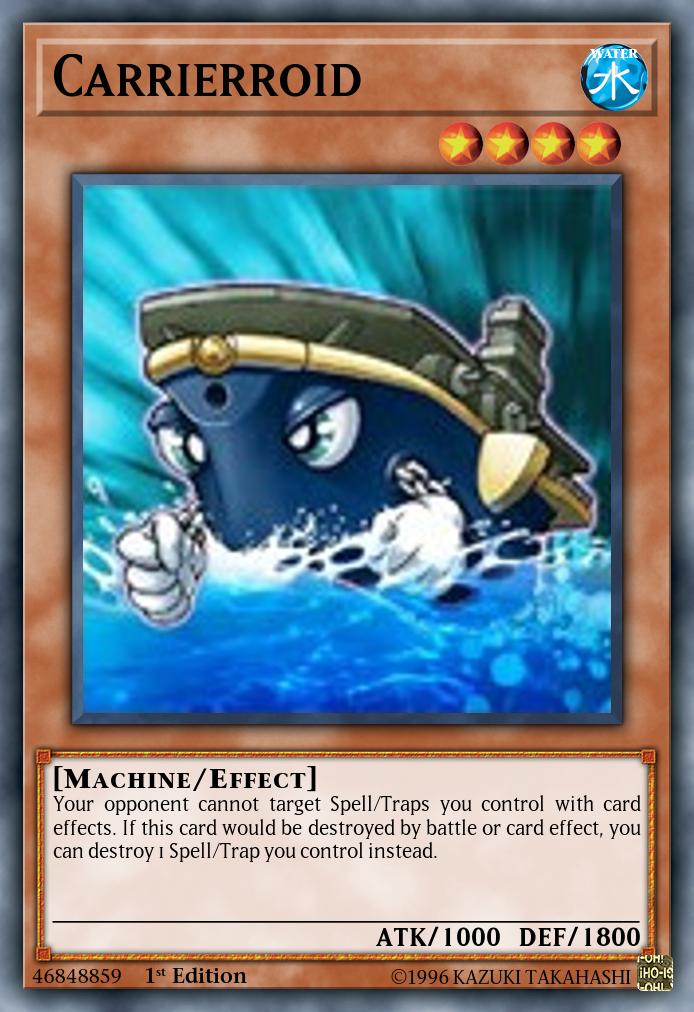 CARRIERROID
WATER
水
[MACHINE/EFFECT]
Your opponent cannot target Spell/Traps you control with card
effects. If this card would be destroyed by battle or card effect, you
can destroy 1 Spell/Trap you control instead.
ATK/1000 DEF/1800
46848859 1st Edition ©1996 KAZUKI TAKAHASHI